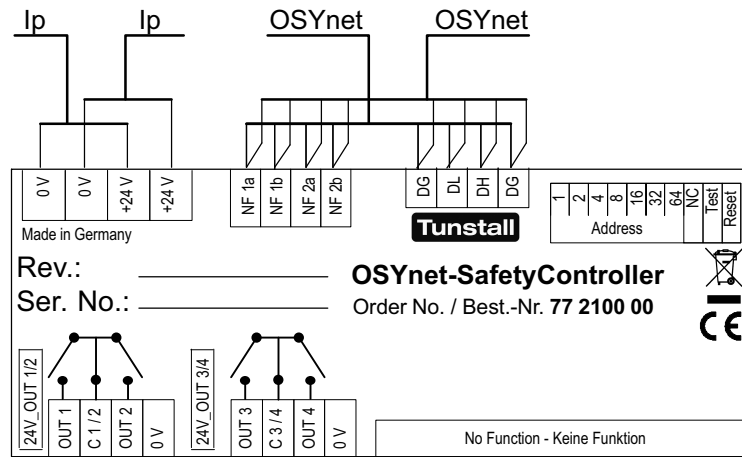 Ip Ip OSYnet OSYnet
0 V 0 V +24 V +24 V NF 1a NF 1b NF 2a NF 2b DG DL DH DG 1 2 4 8 16 32 64 NC Test Reset
Address
Made in Germany Tunstall
Rev.: OSYnet-SafetyController
Ser. No.: Order No. / Best.-Nr. 77 2100 00
CE
24V_OUT 1/2 OUT 1 C 1 / 2 OUT 2 0 V 24V_OUT 3/4 OUT 3 C 3 / 4 OUT 4 0 V
No Function - Keine Funktion